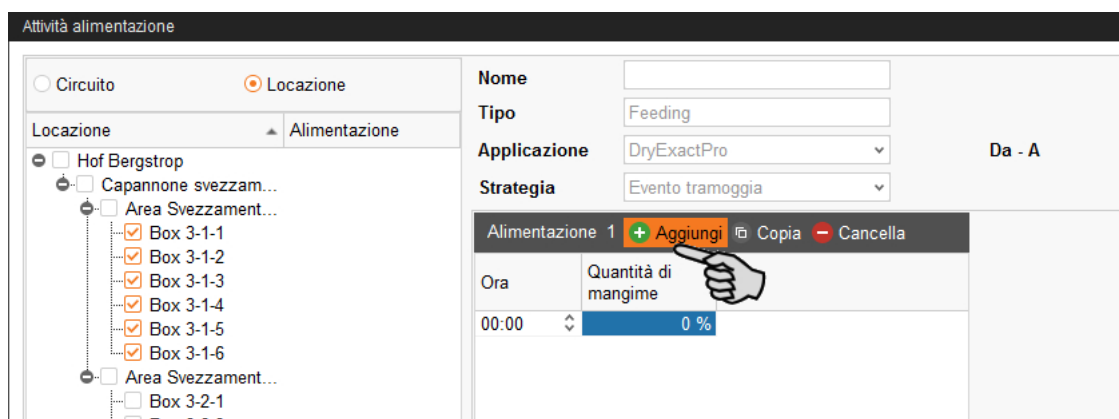 Attività alimentazione
Circuito
Locazione
Locazione
Alimentazione
Hof Bergstrop
Capannone svezzam...
Area Svezzament...
Box 3-1-1
Box 3-1-2
Box 3-1-3
Box 3-1-4
Box 3-1-5
Box 3-1-6
Area Svezzament...
Box 3-2-1
Nome
Tipo
Feeding
Applicazione
DryExactPro
Da - A
Strategia
Evento tramoggia
Alimentazione 1 Aggiungi Copia Cancella
Ora
Quantità di
mangime
00:00
0 %